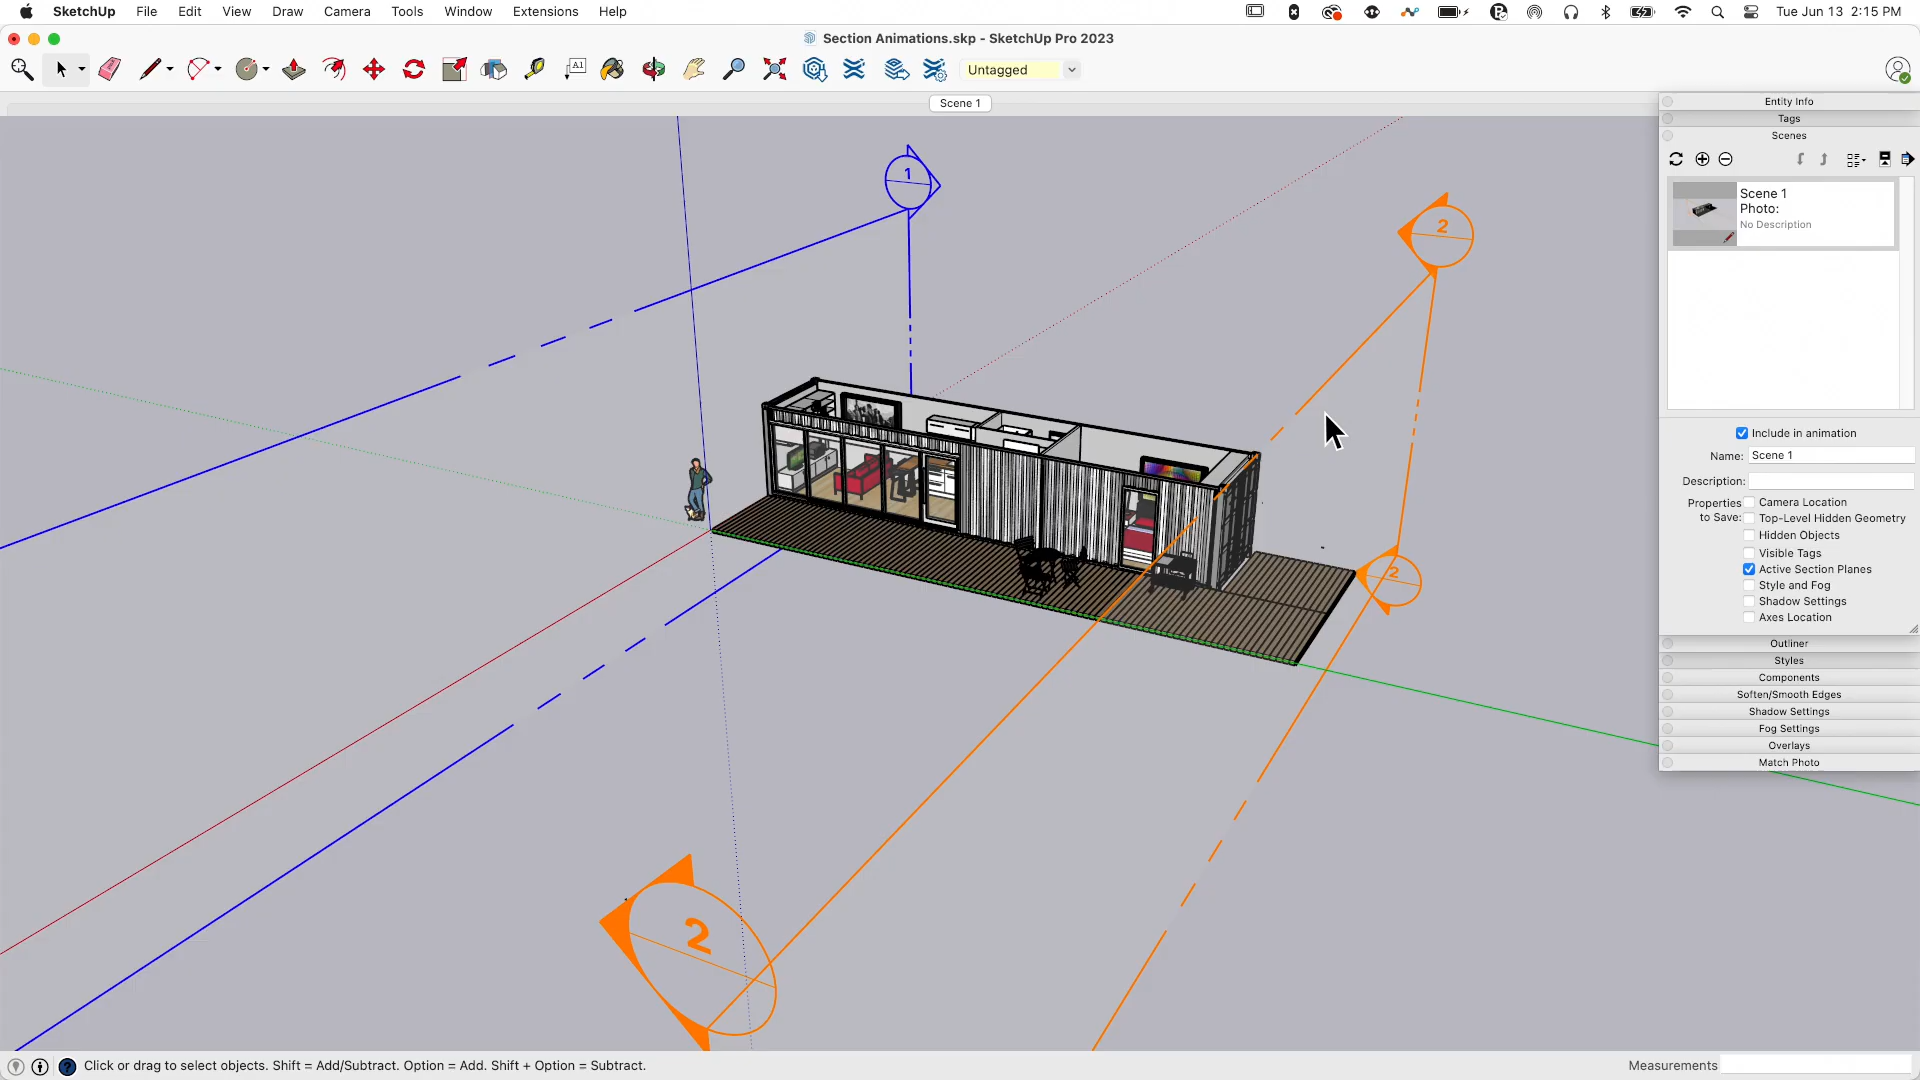 SketchUp File Edit View Draw Camera Tools Window Extensions Help Tue Jun 13 2:15 PM
Section Animations.skp - SketchUp Pro 2023
A1 Untagged
Scene 1
Entity Info
Tags
Scenes
Scene 1
Photo:
No Description
Include in animation
Name: Scene 1
Description:
Properties to Save:
Camera Location
Top-Level Hidden Geometry
Hidden Objects
Visible Tags
Active Section Planes
Style and Fog
Shadow Settings
Axes Location
Outliner
Styles
Components
Soften/Smooth Edges
Shadow Settings
Fog Settings
Overlays
Match Photo
1
2
2
2
Click or drag to select objects. Shift = Add/Subtract. Option = Add. Shift + Option = Subtract.
Measurements